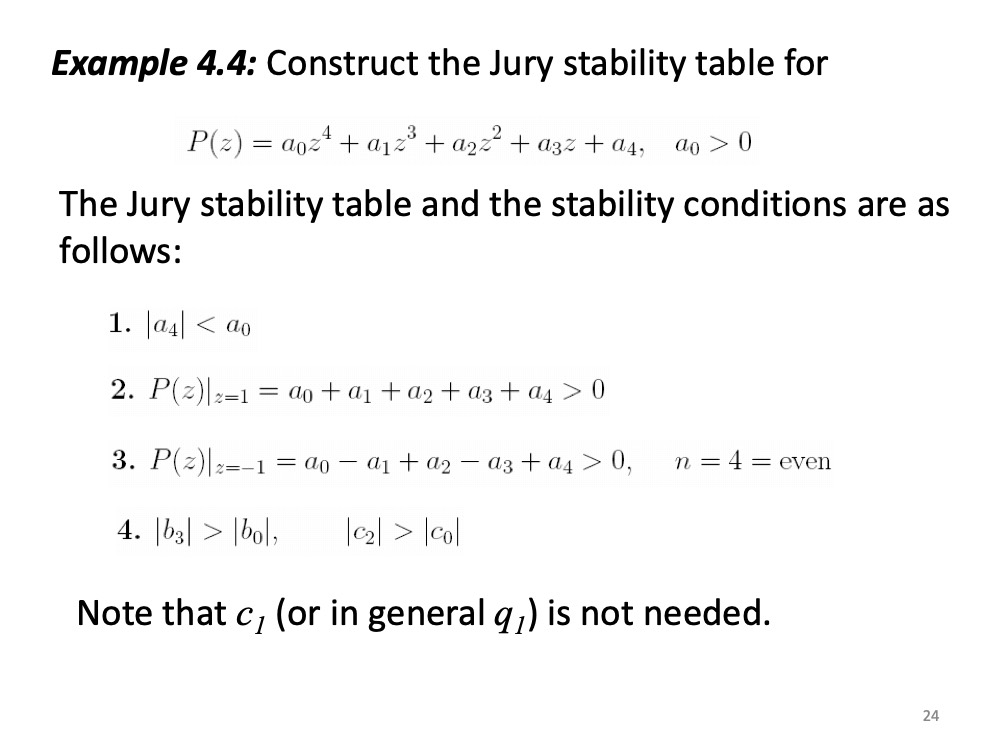 Example 4.4: Construct the Jury stability table for
P(z) = a₀z⁴ + a₁z³ + a₂z² + a₃z + a₄, a₀ > 0
The Jury stability table and the stability conditions are as
follows:
1. |a₄| < a₀
2. P(z)|z=1 = a₀ + a₁ + a₂ + a₃ + a₄ > 0
3. P(z)|z=−1 = a₀ − a₁ + a₂ − a₃ + a₄ > 0, n = 4 = even
4. |b₃| > |b₀|, |c₂| > |c₀|
Note that c₁ (or in general q₁) is not needed.
24